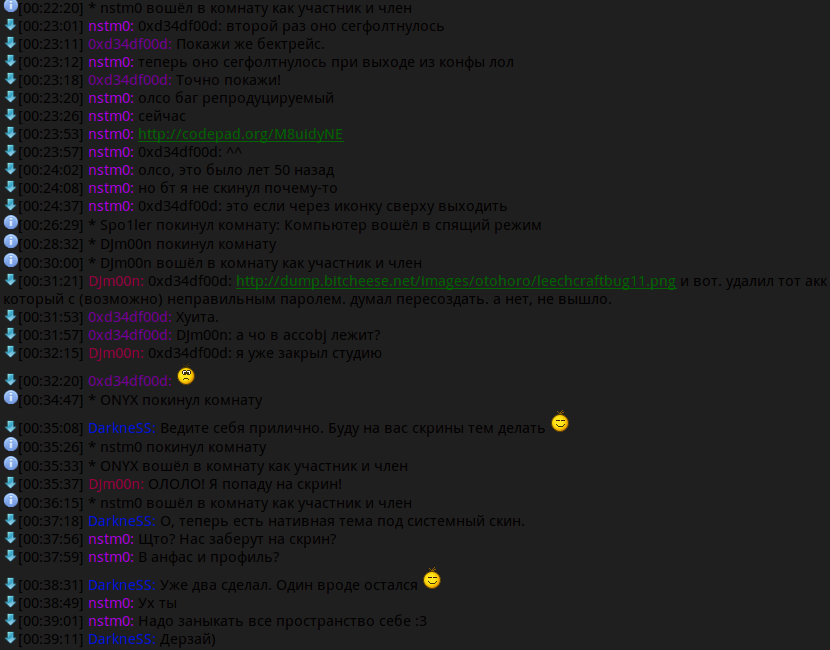 [00:22:20] * nstm0 вошёл в комнату как участник и член
[00:23:01] nstm0: 0xd34df00d: второй раз оно сегфолтнулось
[00:23:11] 0xd34df00d: Покажи же бектрейс.
[00:23:12] nstm0: теперь оно сегфолтнулось при выходе из конфы лол
[00:23:18] 0xd34df00d: Точно покажи!
[00:23:20] nstm0: олсо баг репродуцируемый
[00:23:26] nstm0: сейчас
[00:23:53] nstm0: http://codepad.org/M8uidyNE
[00:23:57] nstm0: 0xd34df00d: ^^
[00:24:02] nstm0: олсо, это было лет 50 назад
[00:24:08] nstm0: но бт я не скинул почему-то
[00:24:37] nstm0: 0xd34df00d: это если через иконку сверху выходить
[00:26:29] * Spo1ler покинул комнату: Компьютер вошёл в спящий режим
[00:28:32] * DJm00n покинул комнату
[00:30:00] * DJm00n вошёл в комнату как участник и член
[00:31:21] DJm00n: 0xd34df00d: http://dump.bitcheese.net/images/otohoro/leechcraftbug11.png и вот. удалил тот акк
который с (возможно) неправильным паролем. думал пересоздать. а нет, не вышло.
[00:31:53] 0xd34df00d: Хуита.
[00:31:57] 0xd34df00d: DJm00n: а чо в accobj лежит?
[00:32:15] DJm00n: 0xd34df00d: я уже закрыл студию
[00:32:20] 0xd34df00d:
[00:34:47] * ONYX покинул комнату
[00:35:08] DarkneSS: Ведите себя прилично. Буду на вас скрины тем делать
[00:35:26] * nstm0 покинул комнату
[00:35:33] * ONYX вошёл в комнату как участник и член
[00:35:37] DJm00n: ОЛОЛО! Я попаду на скрин!
[00:36:15] * nstm0 вошёл в комнату как участник и член
[00:37:18] DarkneSS: О, теперь есть нативная тема под системный скин.
[00:37:56] nstm0: Щто? Нас заберут на скрин?
[00:37:59] nstm0: В анфас и профиль?
[00:38:31] DarkneSS: Уже два сделал. Один вроде остался
[00:38:49] nstm0: Ух ты
[00:39:01] nstm0: Надо заныкать все пространство себе :3
[00:39:11] DarkneSS: Дерзай)